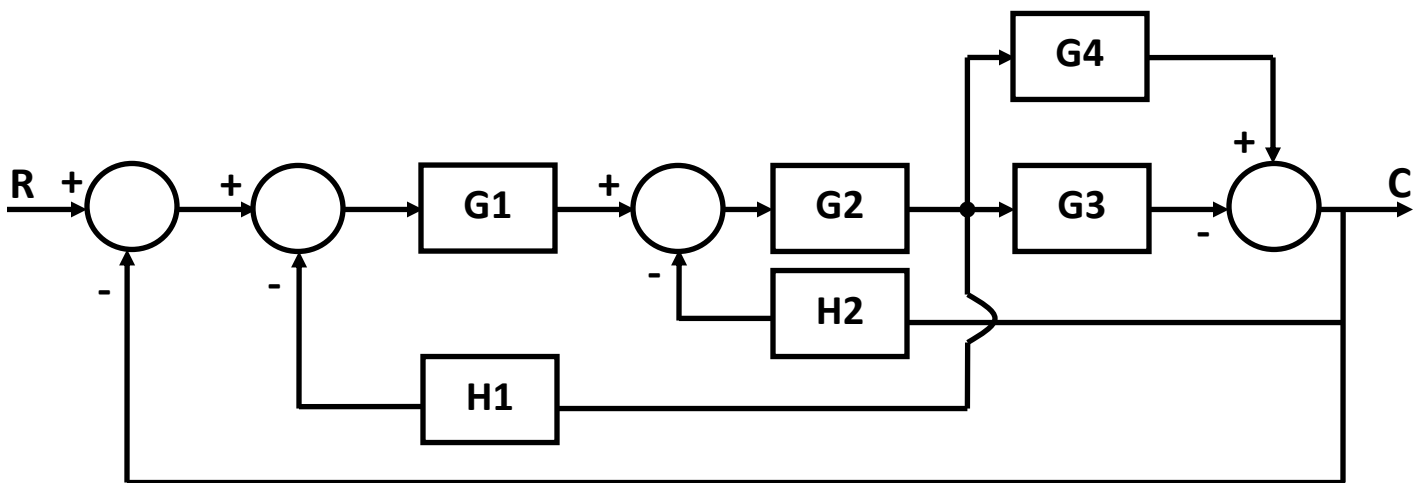 G4
+
R + + G1 + G2 G3 - C
- - - H2
H1